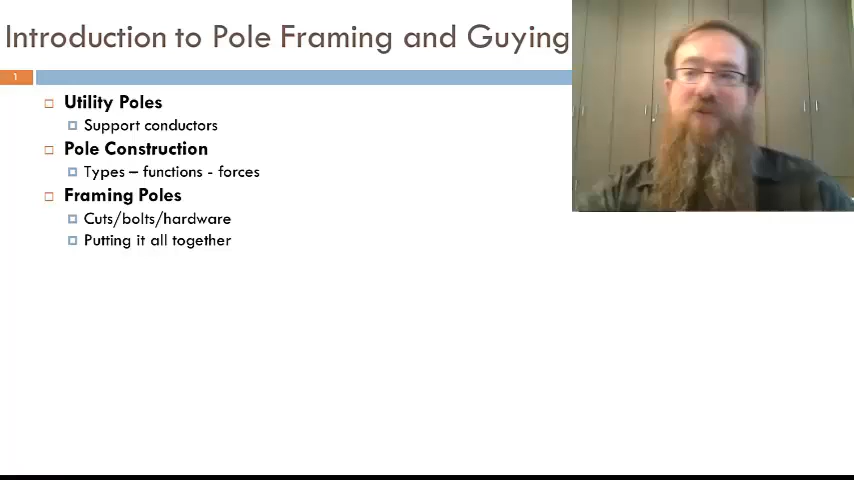 Introduction to Pole Framing and Guying
1
Utility Poles
Support conductors
Pole Construction
Types – functions - forces
Framing Poles
Cuts/bolts/hardware
Putting it all together